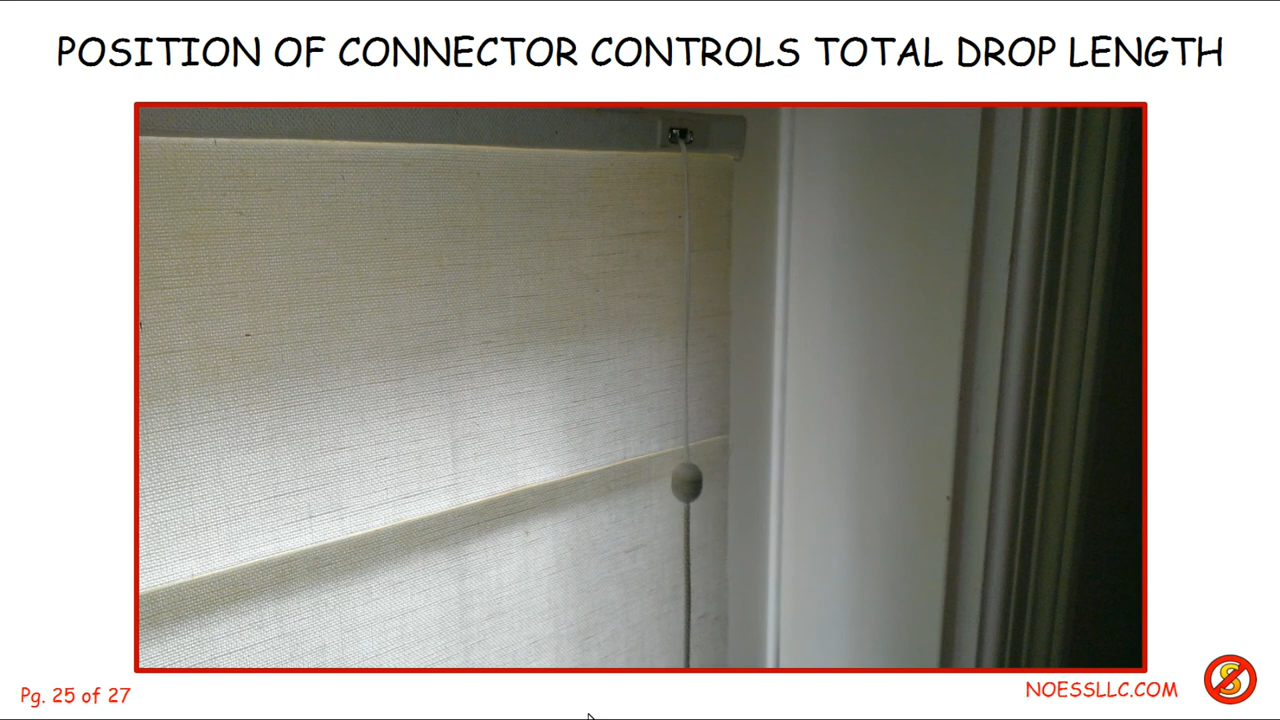 POSITION OF CONNECTOR CONTROLS TOTAL DROP LENGTH
Pg. 25 of 27
NOESSLLC.COM
S